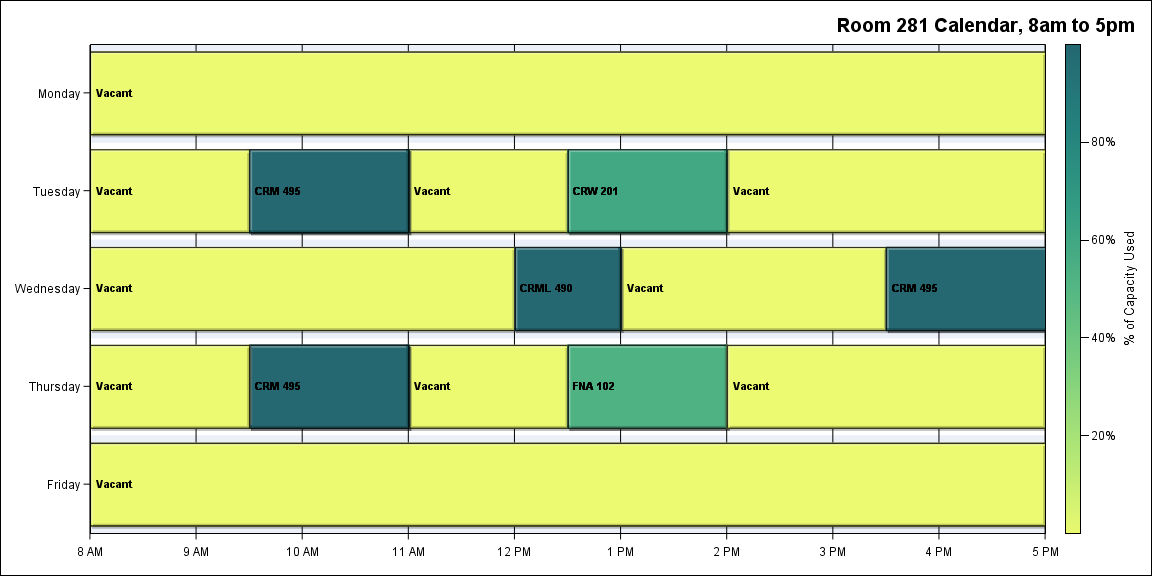 Room 281 Calendar, 8am to 5pm
Monday
Vacant
Tuesday
Vacant
CRM 495
Vacant
CRW 201
Vacant
Wednesday
Vacant
CRML 490
Vacant
CRM 495
Thursday
Vacant
CRM 495
Vacant
FNA 102
Vacant
Friday
Vacant
8 AM
9 AM
10 AM
11 AM
12 PM
1 PM
2 PM
3 PM
4 PM
5 PM
80%
60%
40%
20%
% of Capacity Used